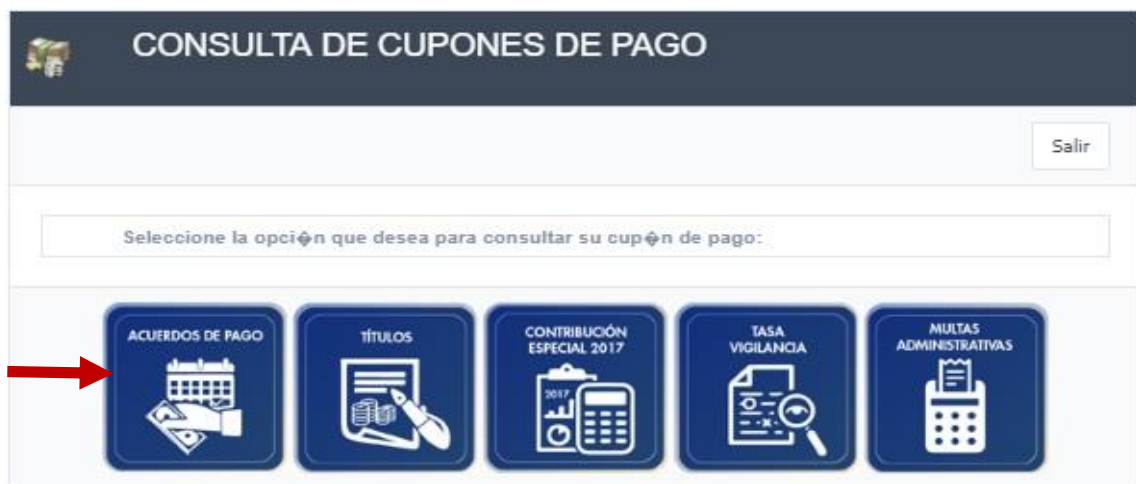 CONSULTA DE CUPONES DE PAGO
Salir
Seleccione la opci�n que desea para consultar su cup�n de pago:
ACUERDOS DE PAGO
TÍTULOS
CONTRIBUCIÓN
ESPECIAL 2017
2017
TASA
VIGILANCIA
MULTAS
ADMINISTRATIVAS